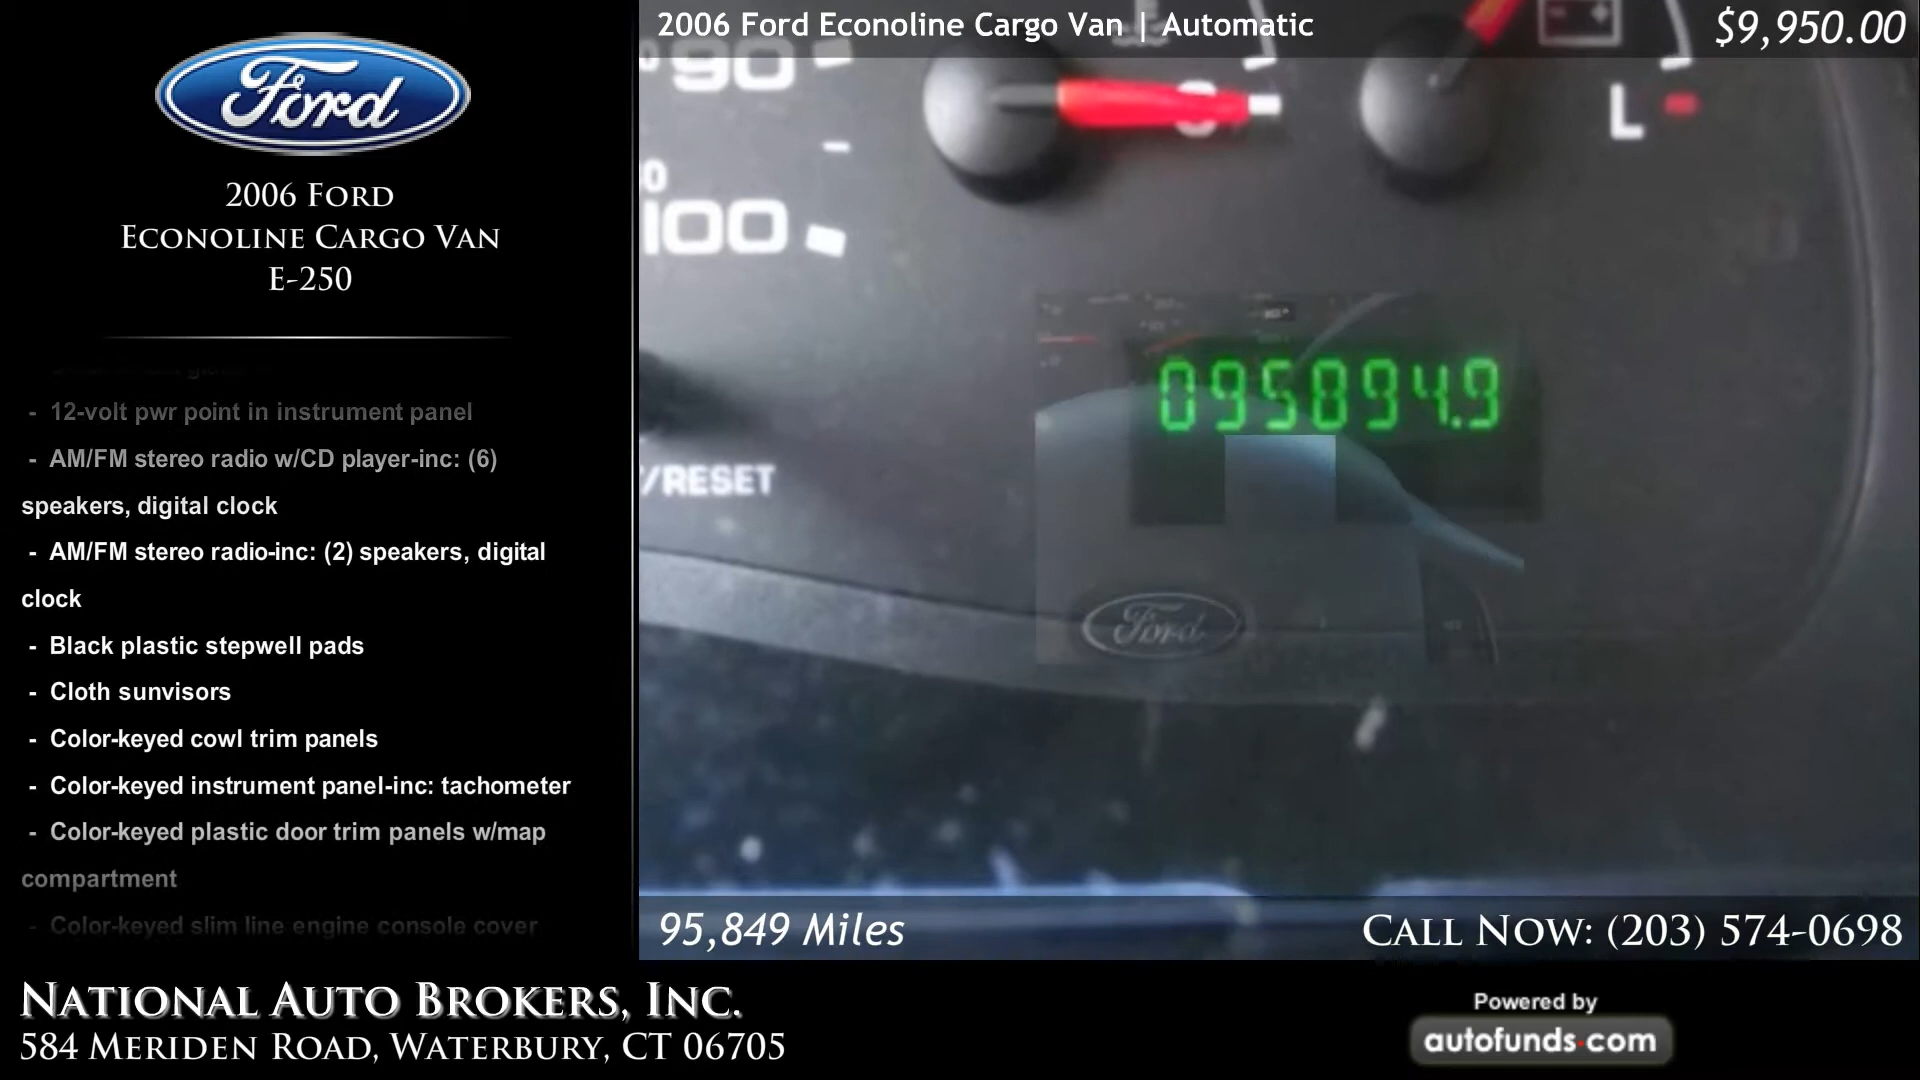 Ford
2006 Ford
Econoline Cargo Van
E-250
- 12-volt pwr point in instrument panel
- AM/FM stereo radio w/CD player-inc: (6)
speakers, digital clock
- AM/FM stereo radio-inc: (2) speakers, digital
clock
- Black plastic stepwell pads
- Cloth sunvisors
- Color-keyed cowl trim panels
- Color-keyed instrument panel-inc: tachometer
- Color-keyed plastic door trim panels w/map
compartment
- Color-keyed slim line engine console cover
2006 Ford Econoline Cargo Van | Automatic
$9,950.00
90
L
100
095894.9
/RESET
Ford
95,849 Miles
Call Now: (203) 574-0698
National Auto Brokers, Inc.
584 Meriden Road, Waterbury, CT 06705
Powered by
autofunds.com